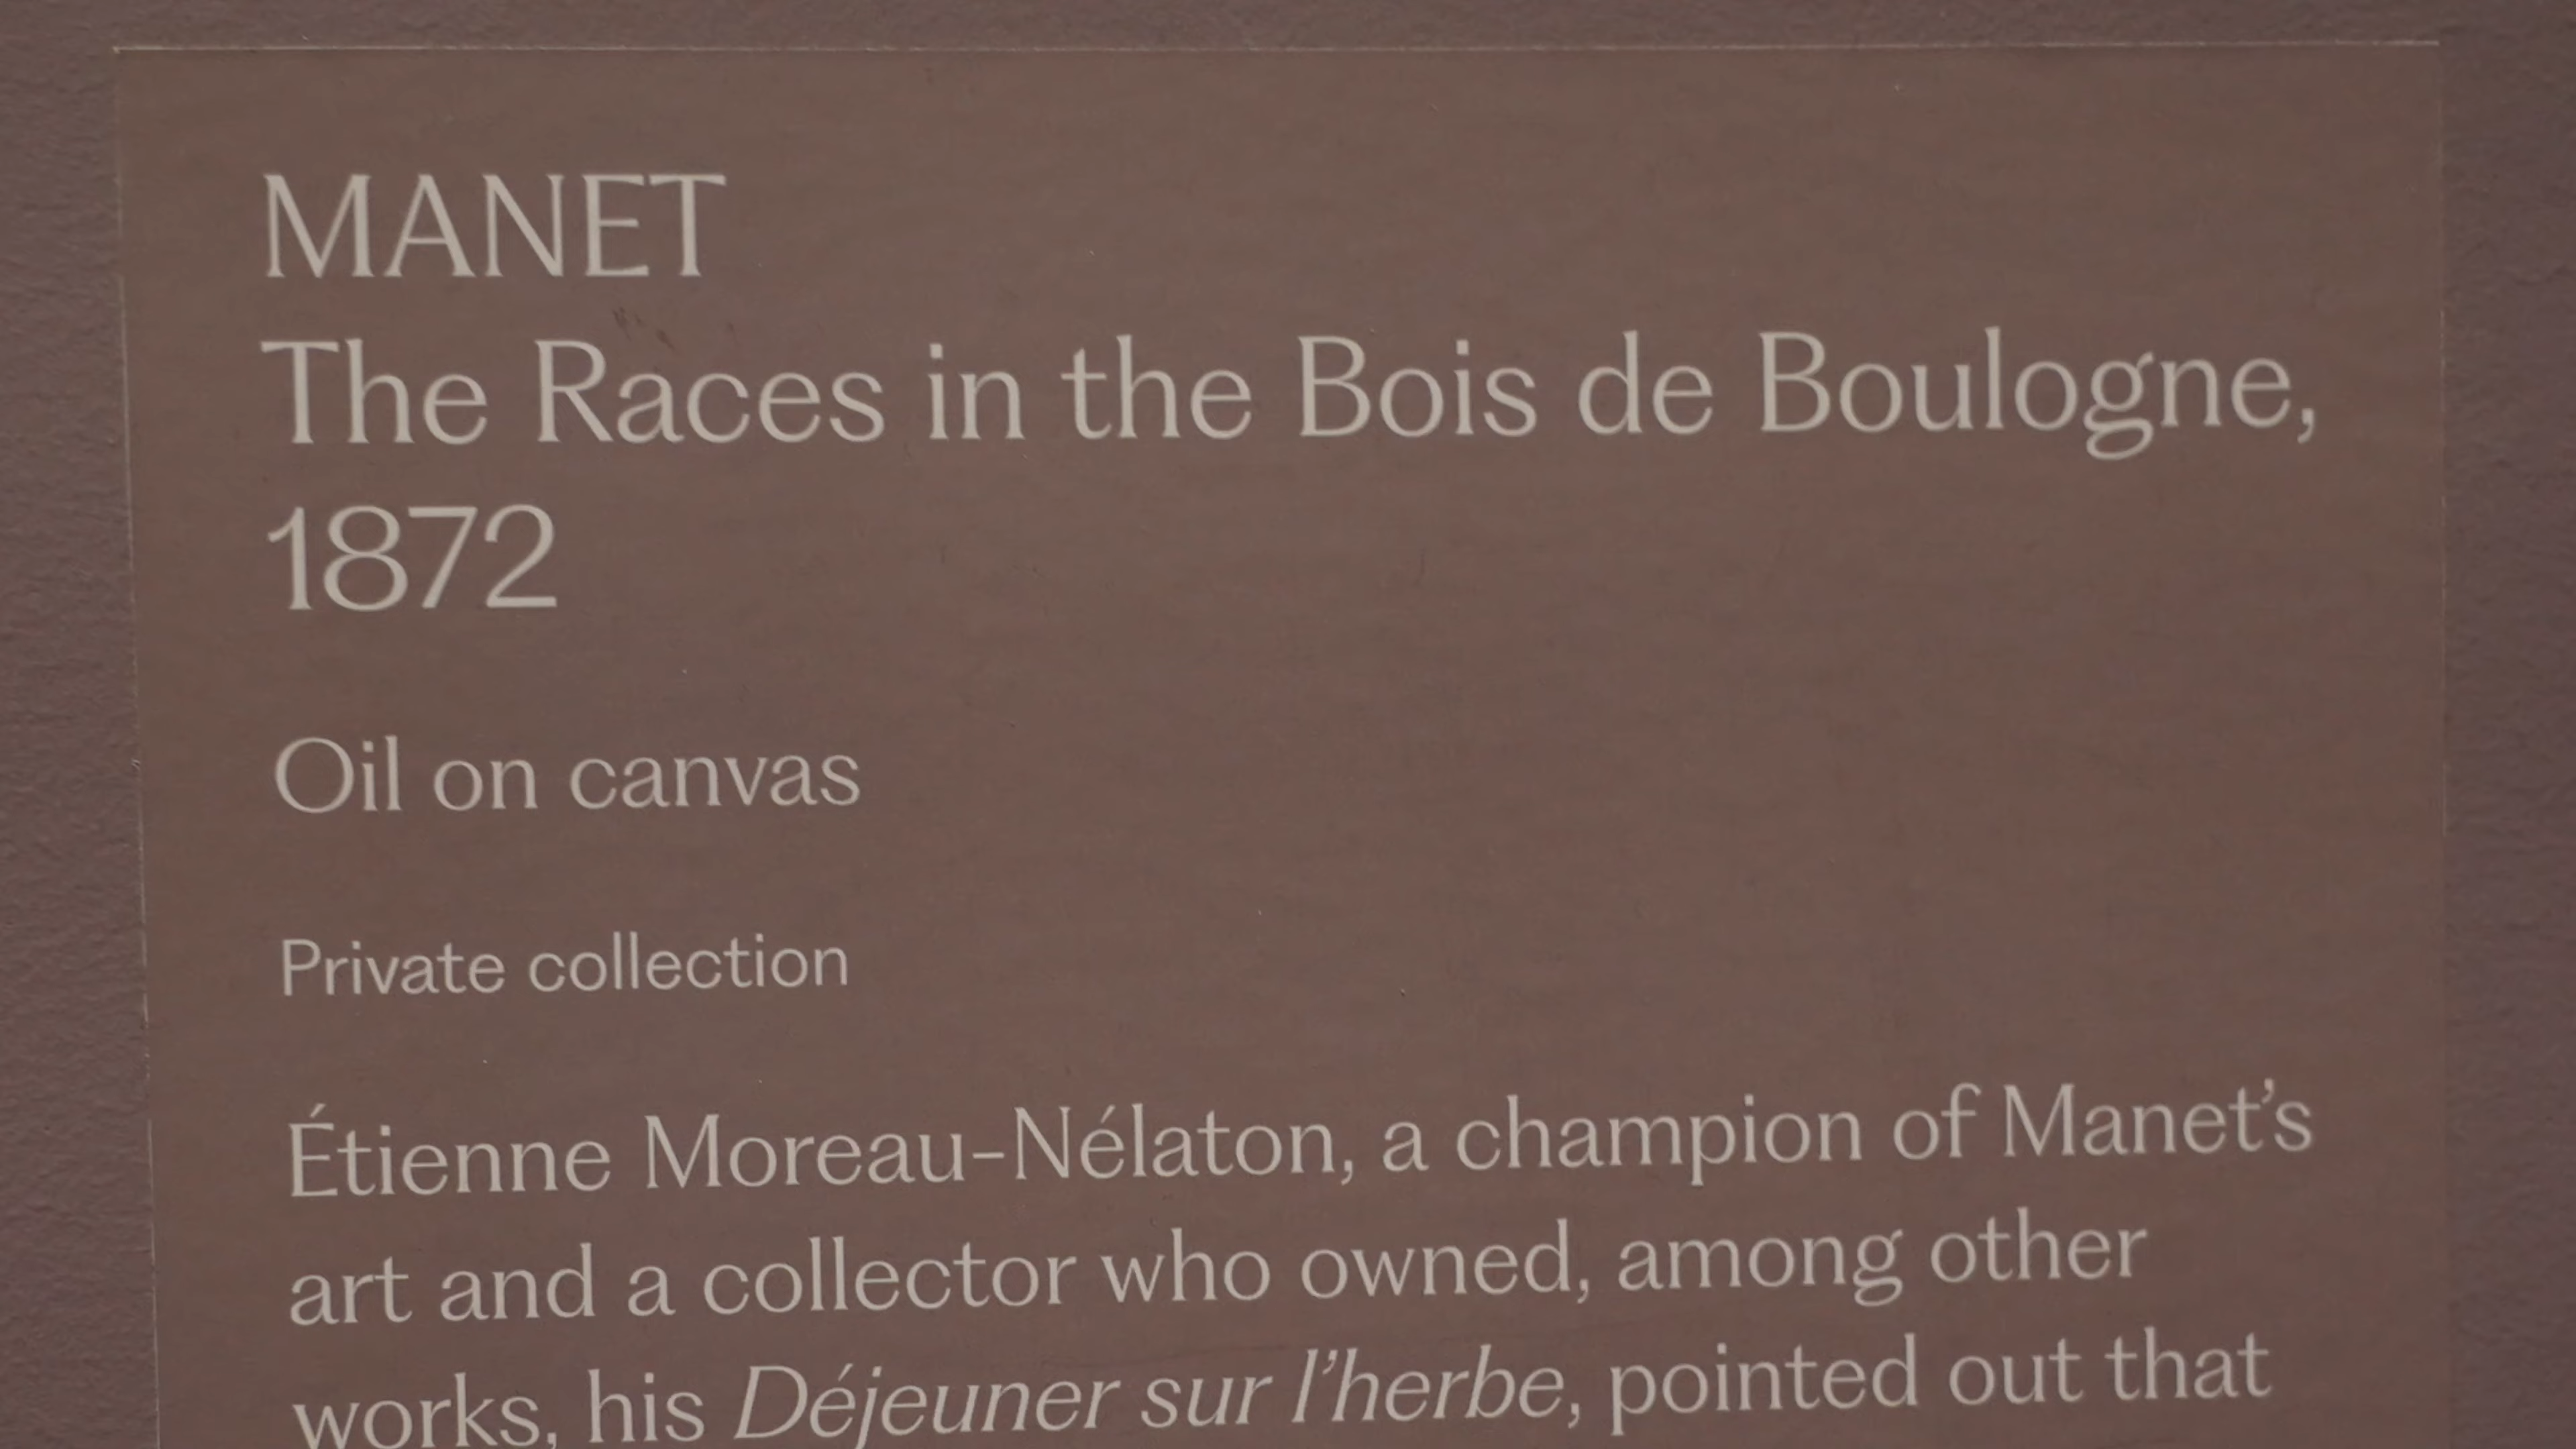 MANET
The Races in the Bois de Boulogne,
1872
Oil on canvas
Private collection
Étienne Moreau-Nélaton, a champion of Manet’s
art and a collector who owned, among other
works, his Déjeuner sur l’herbe, pointed out that